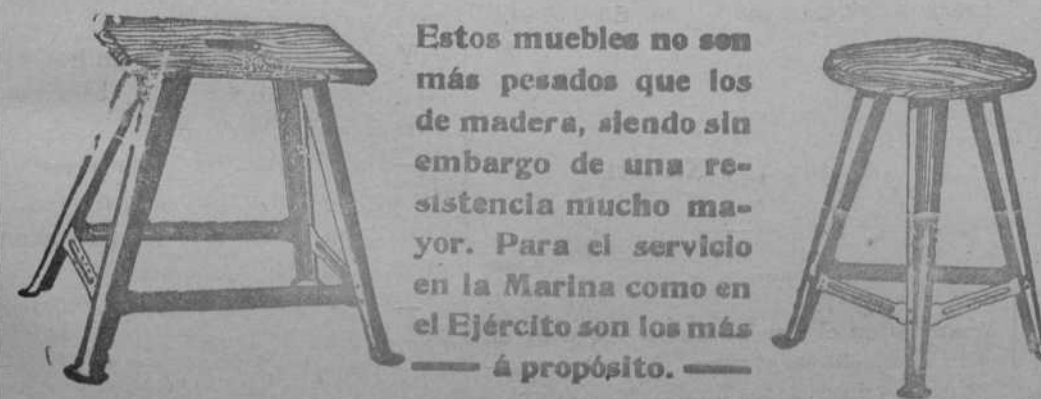 Estos muebles no son
más pesados que los
de madera, siendo sin
embargo de una re-
sistencia mucho ma-
yor. Para el servicio
en la Marina como en
el Ejército son los más
á propósito.